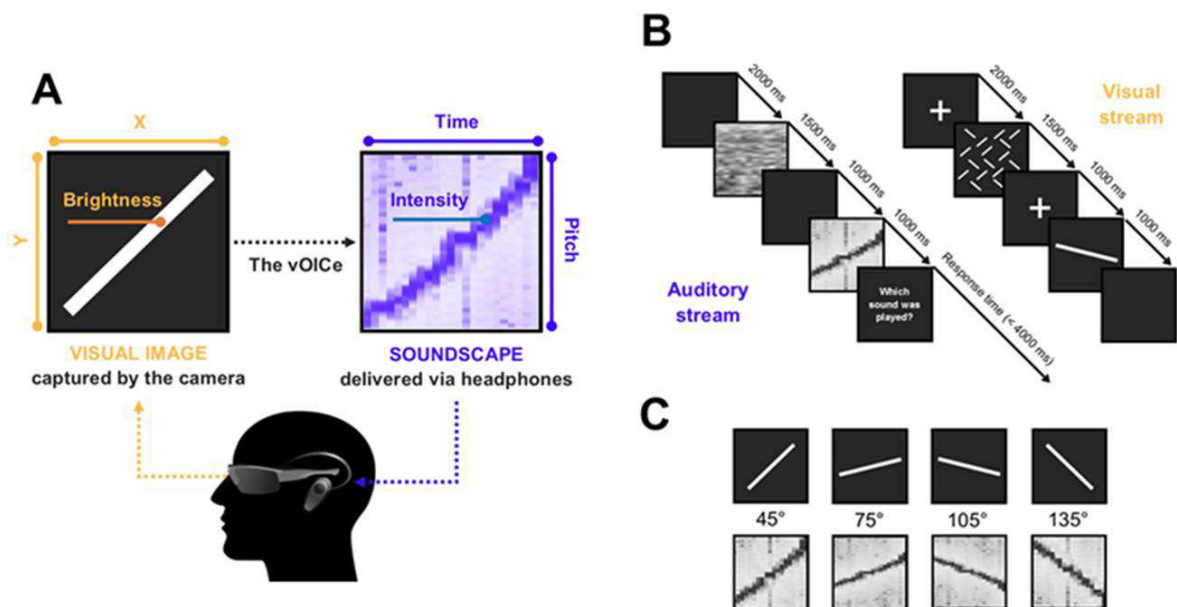 A
X
Time
Y
Brightness
Intensity
Pitch
The vOICe
VISUAL IMAGE
captured by the camera
SOUNDSCAPE
delivered via headphones
B
2000 ms
1500 ms
1000 ms
1000 ms
Response time (< 4000 ms)
Which
sound was
played?
Auditory
stream
2000 ms
1500 ms
1000 ms
1000 ms
Visual
stream
C
45°
75°
105°
135°